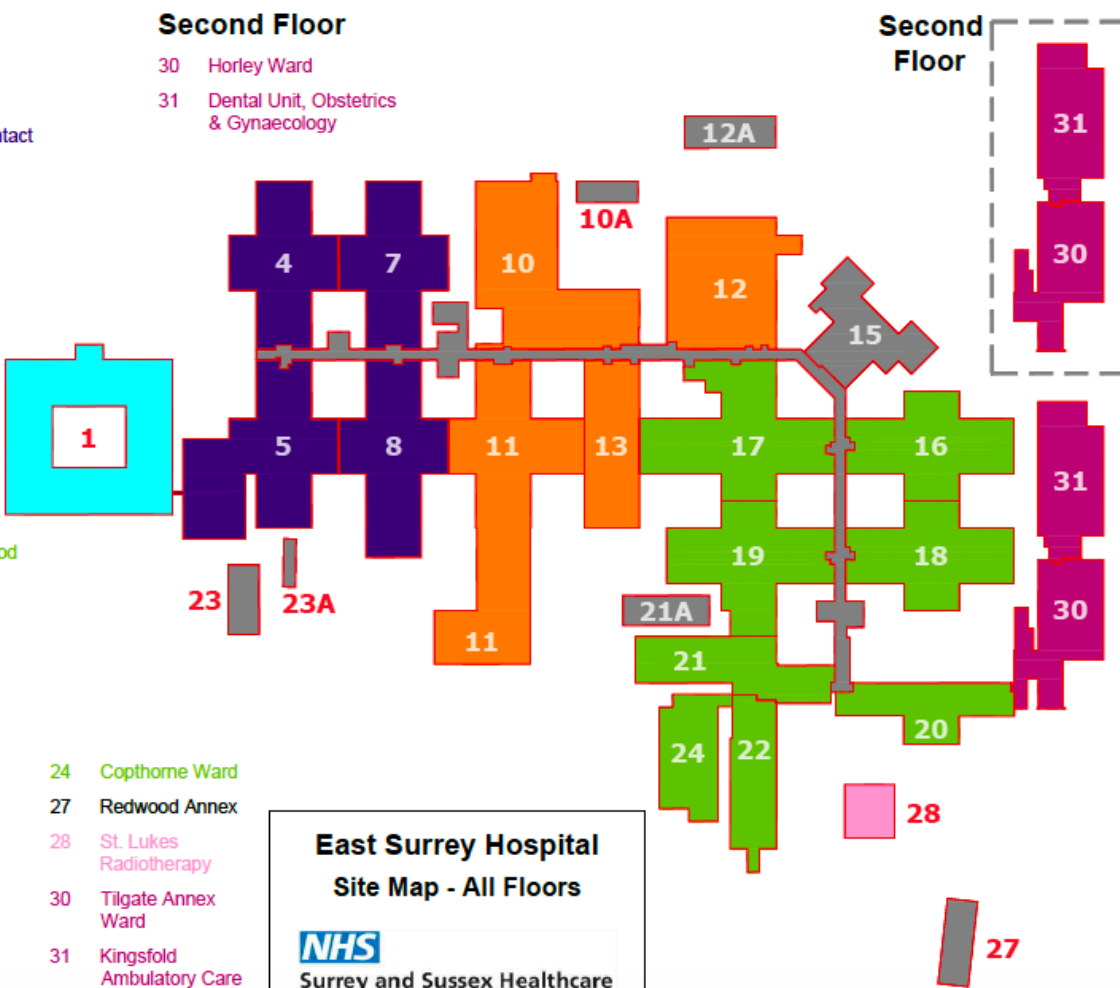 Second Floor
30 Horley Ward
31 Dental Unit, Obstetrics
& Gynaecology
Second
Floor
31
30
12A
10A
4
7
10
12
15
1
5
8
11
13
17
16
31
19
18
30
23
23A
21A
11
21
20
24
22
28
27
24 Copthorne Ward
27 Redwood Annex
28 St. Lukes
Radiotherapy
30 Tilgate Annex
Ward
31 Kingsfold
Ambulatory Care
East Surrey Hospital
Site Map - All Floors
NHS
Surrey and Sussex Healthcare